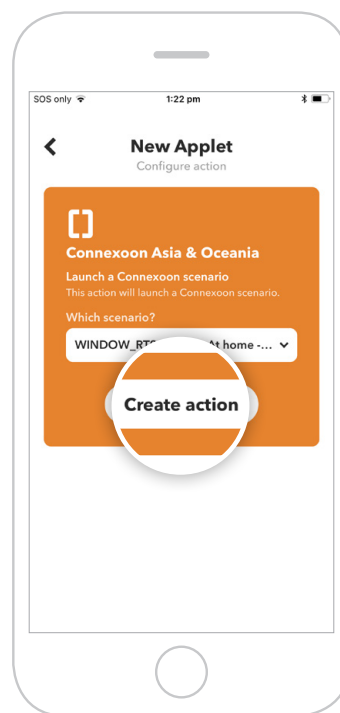 SOS only 1:22 pm
New Applet
Configure action
Connexoon Asia & Oceania
Launch a Connexoon scenario
This action will launch a Connexoon scenario.
Which scenario?
WINDOW_RTS At home -...
Create action